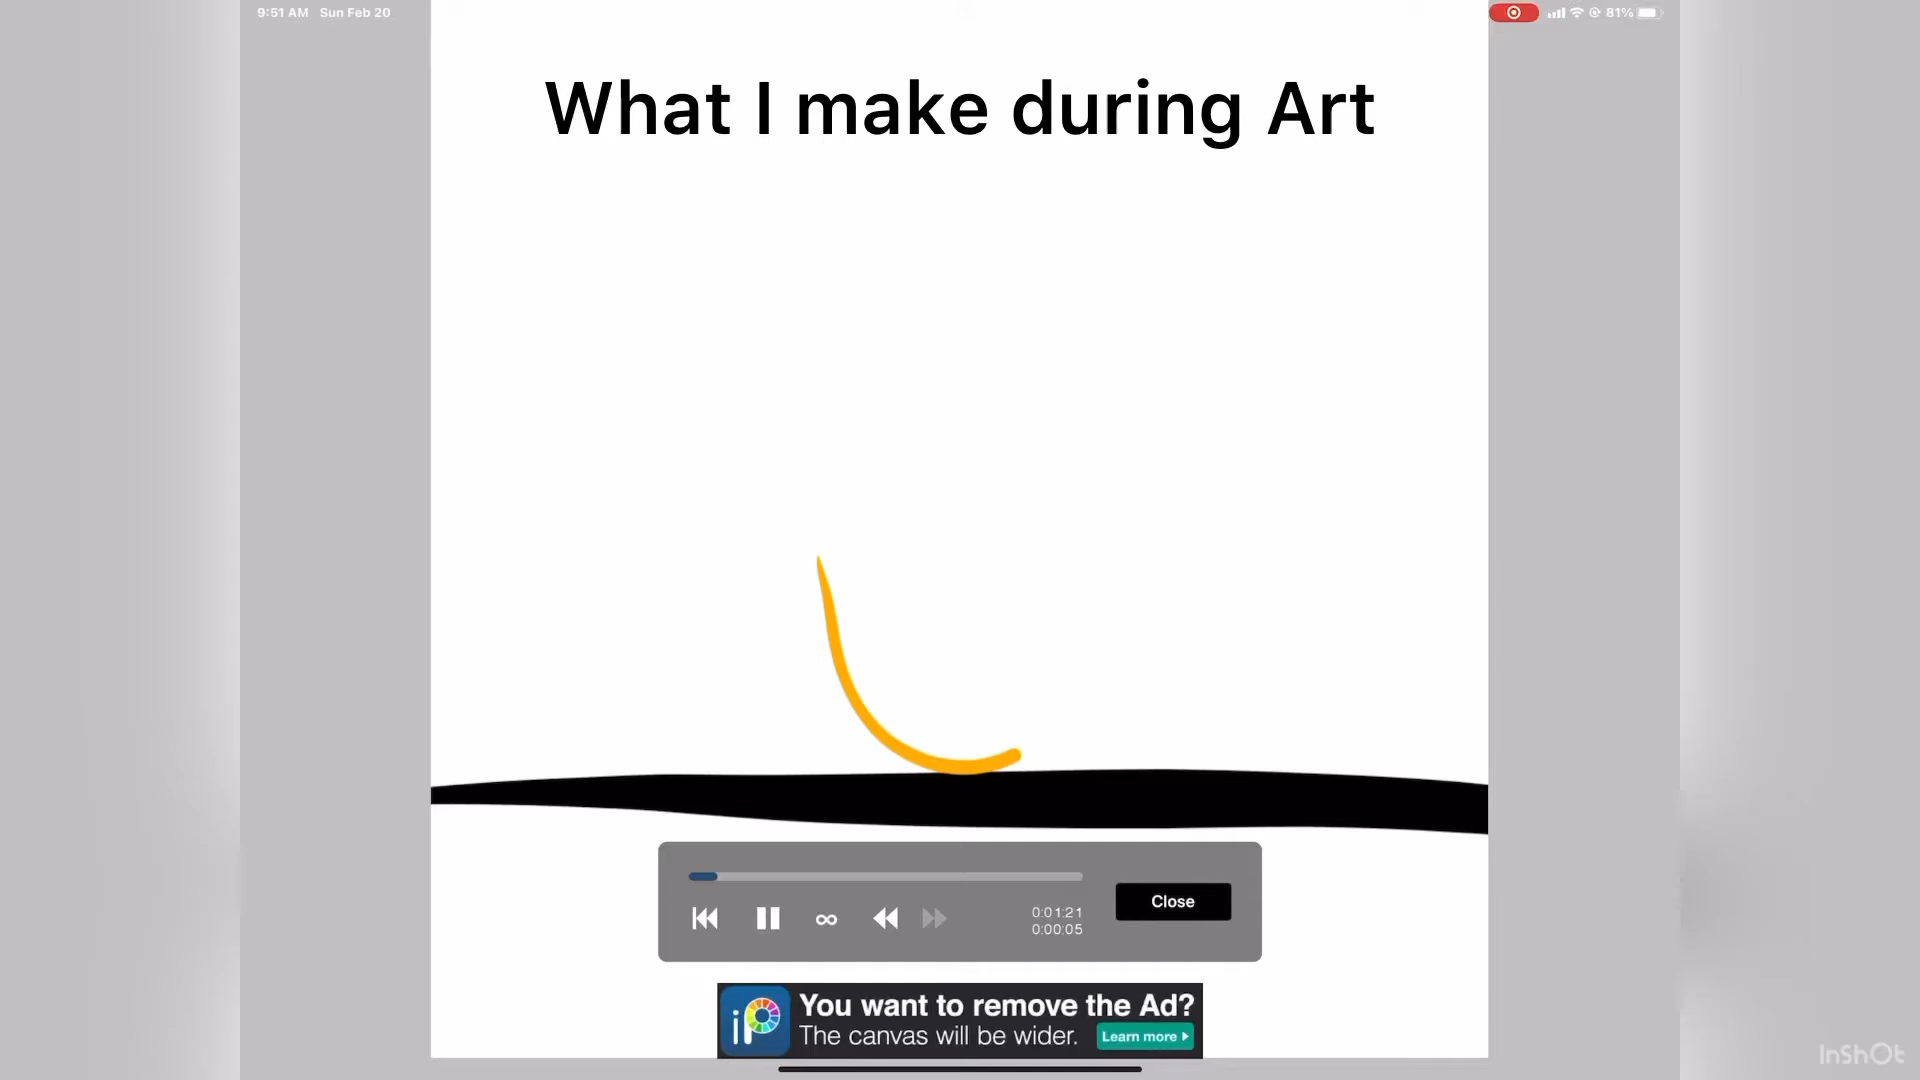 9:51 AM Sun Feb 20
81%
What I make during Art
0:01:21
0:00:05
Close
iP
You want to remove the Ad?
The canvas will be wider.
Learn more
InShOt